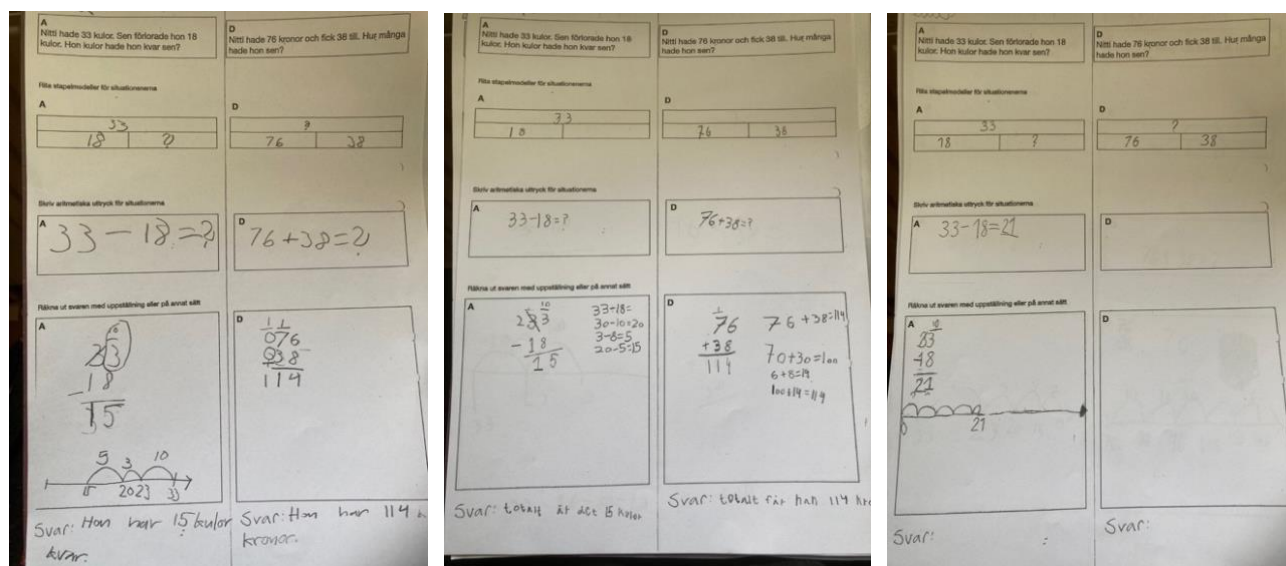 A
Nitti hade 33 kulor. Sen förlorade hon 18
kulor. Hon kulor hade hon kvar sen?
D
Nitti hade 76 kronor och fick 38 till. Hur många
hade hon sen?
Rita stapelmodeller för situationerna
A
33
18 ?
D
?
76 38
Skriv aritmetiska uttryck för situationerna
A 33-18=?
D 76+38=?
Räkna ut svaren med uppställning eller på annat sätt
A
10
23
18
-
15
5 3 10
15 20 23 33
D
1 1
076
+038
114
Svar: Hon har 15 kulor
kvar.
Svar: Hon har 114
kronor.
A
Nitti hade 33 kulor. Sen förlorade hon 18
kulor. Hon kulor hade hon kvar sen?
D
Nitti hade 76 kronor och fick 38 till. Hur många
hade hon sen?
Rita stapelmodeller för situationerna
A
33
18
D
76 38
Skriv aritmetiska uttryck för situationerna
A
33-18=?
D
76+38=?
Räkna ut svaren med uppställning eller på annat sätt
A
10
233
-18
15
33-18=
30-10=20
3-8=5
20-5=15
D
1
76
+38
114
76+38=114
70+30=100
6+8=14
100+14=114
Svar: totalt är det 15 kulor
Svar: totalt får han 114 kro
A
Nitti hade 33 kulor. Sen förlorade hon 18
kulor. Hon kulor hade hon kvar sen?
D
Nitti hade 76 kronor och fick 38 till. Hur många
hade hon sen?
Rita stapelmodeller för situationerna
A
33
18 ?
D
?
76 38
Skriv aritmetiska uttryck för situationerna
A 33-18=21
D
Räkna ut svaren med uppställning eller på annat sätt
A
10
33
-18
21
0 21
D
Svar:
Svar: